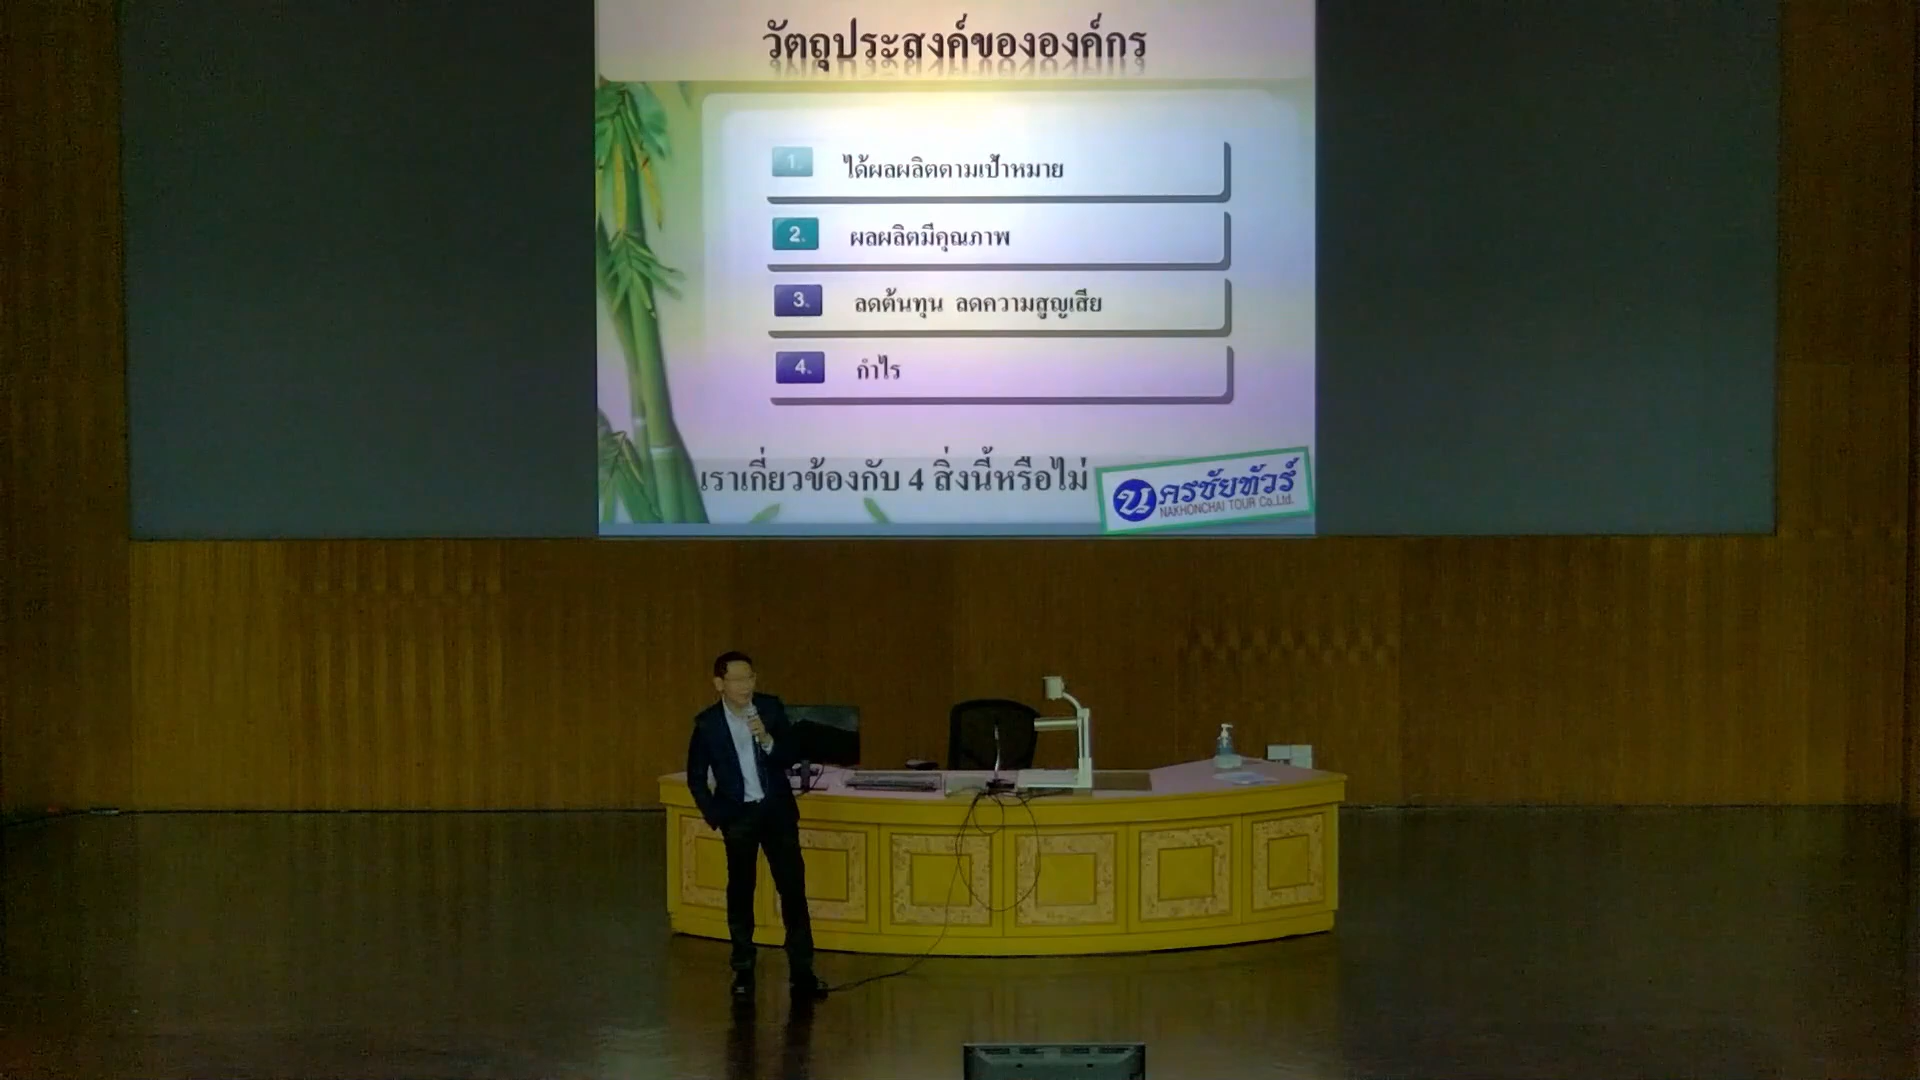 วัตถุประสงค์ขององค์กร
1. ได้ผลผลิตตามเป้าหมาย
2. ผลผลิตมีคุณภาพ
3. ลดต้นทุน ลดความสูญเสีย
4. กำไร
เราเกี่ยวข้องกับ 4 สิ่งนี้หรือไม่
นครชัยทัวร์
NAKHONCHAI TOUR Co.,Ltd.